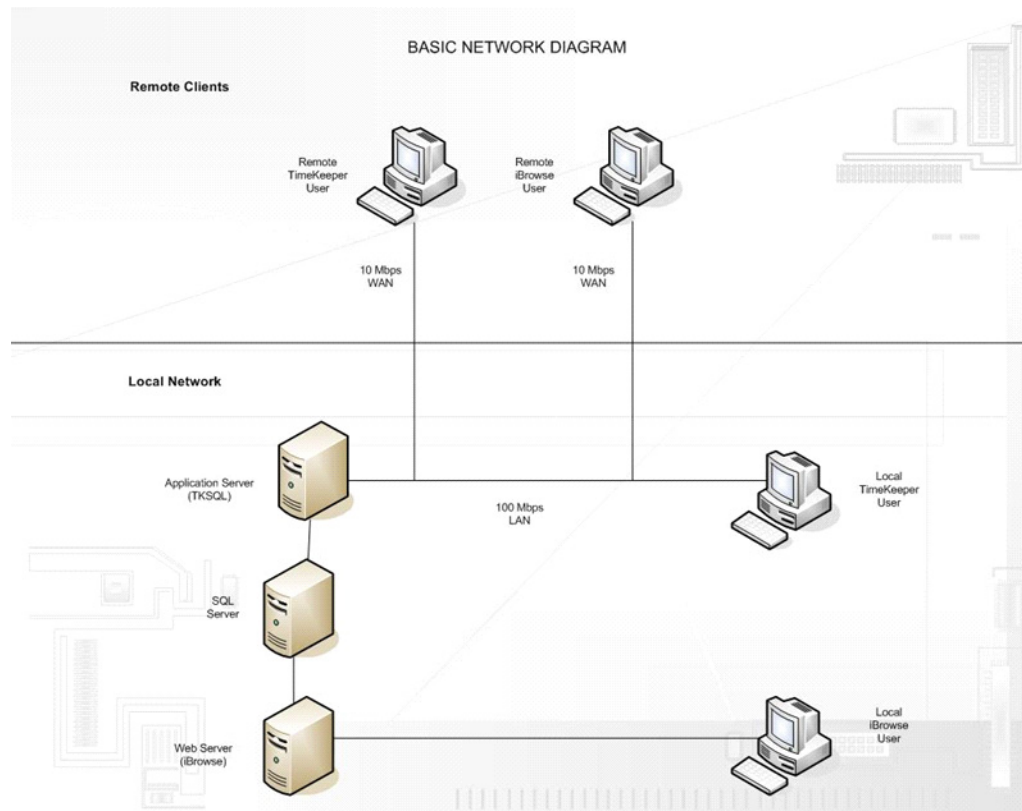 BASIC NETWORK DIAGRAM
Remote Clients
Remote
TimeKeeper
User
Remote
iBrowse
User
10 Mbps
WAN
10 Mbps
WAN
Local Network
Application Server
(TKSQL)
100 Mbps
LAN
Local
TimeKeeper
User
SQL
Server
Web Server
(iBrowse)
Local
iBrowse
User